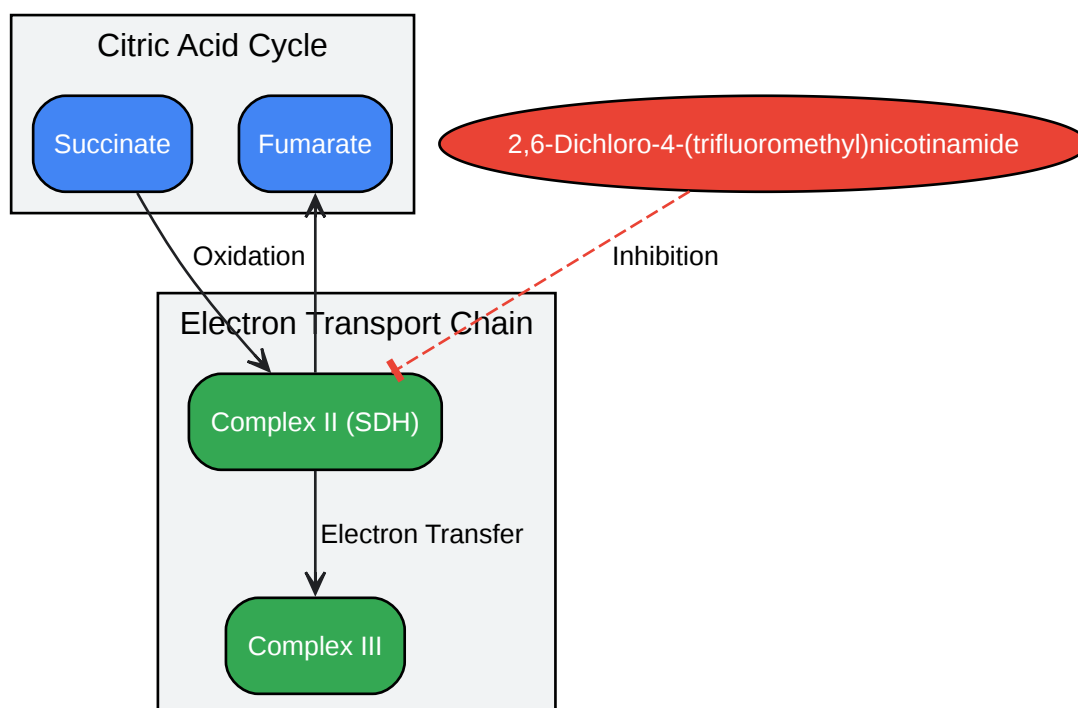 Citric Acid Cycle
Succinate
Fumarate
2,6-Dichloro-4-(trifluoromethyl)nicotinamide
Oxidation
Inhibition
Electron Transport Chain
Complex II (SDH)
Electron Transfer
Complex III